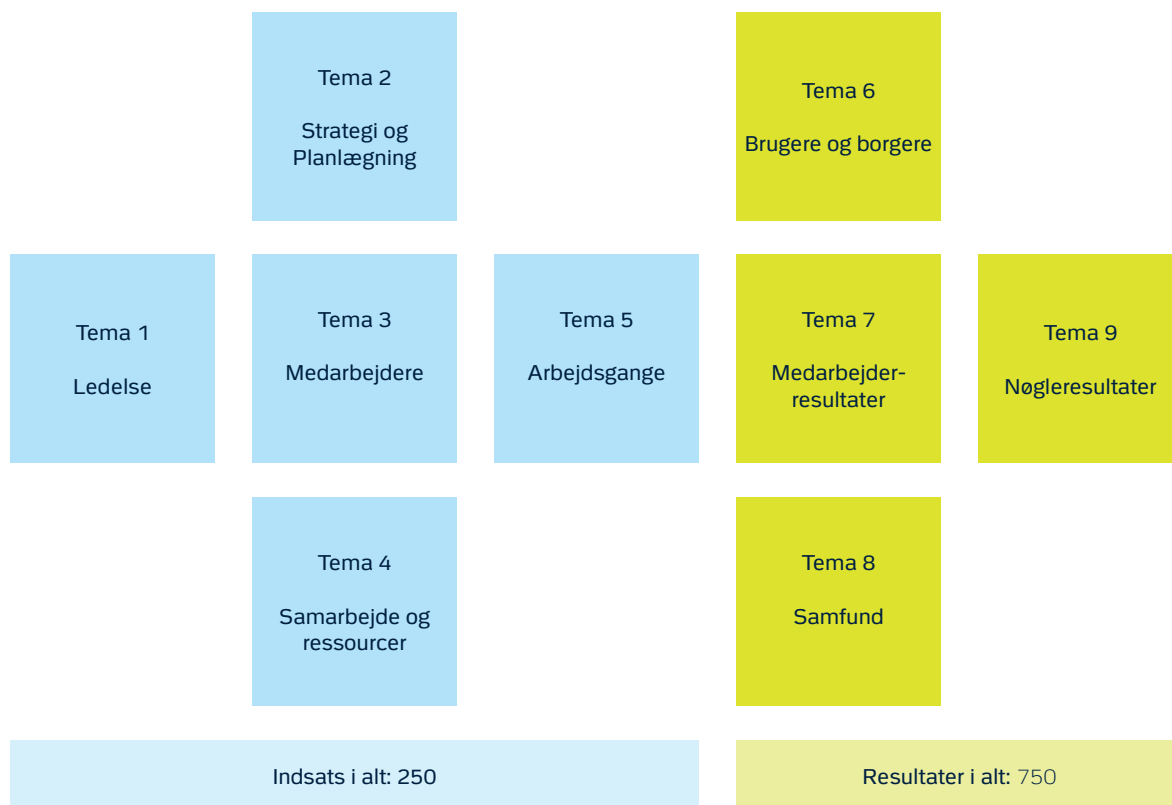 Tema 2
Strategi og
Planlægning
Tema 6
Brugere og borgere
Tema 1
Ledelse
Tema 3
Medarbejdere
Tema 5
Arbejdsgange
Tema 7
Medarbejder-
resultater
Tema 9
Nøgleresultater
Tema 4
Samarbejde og
ressourcer
Tema 8
Samfund
Indsats i alt: 250
Resultater i alt: 750